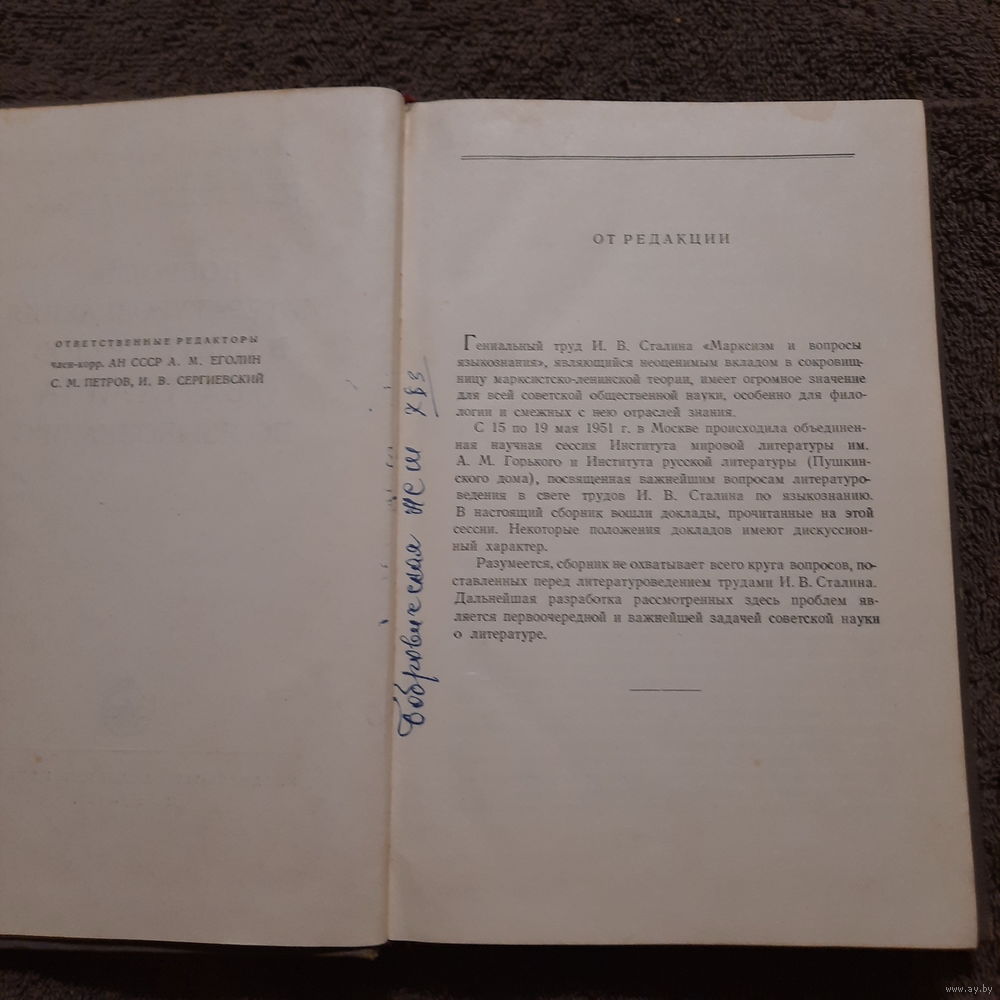 ОТВЕТСТВЕННЫЕ РЕДАКТОРЫ
член-корр. АН СССР А. М. ЕГОЛИН
С. М. ПЕТРОВ, И. В. СЕРГИЕВСКИЙ
ОТ РЕДАКЦИИ
Гениальный труд И. В. Сталина «Марксизм и вопросы
языкознания», являющийся неоценимым вкладом в сокровищ-
ницу марксистско-ленинской теории, имеет огромное значение
для всей советской общественной науки, особенно для фило-
логии и смежных с нею отраслей знания.
С 15 по 19 мая 1951 г. в Москве происходила объединен-
ная научная сессия Института мировой литературы им.
А. М. Горького и Института русской литературы (Пушкин-
ского дома), посвященная важнейшим вопросам литературо-
ведения в свете трудов И. В. Сталина по языкознанию.
В настоящий сборник вошли доклады, прочитанные на этой
сессии. Некоторые положения докладов имеют дискуссион-
ный характер.
Разумеется, сборник не охватывает всего круга вопросов, по-
ставленных перед литературоведением трудами И. В. Сталина.
Дальнейшая разработка рассмотренных здесь проблем яв-
ляется первоочередной и важнейшей задачей советской науки
о литературе.
www.ay.by